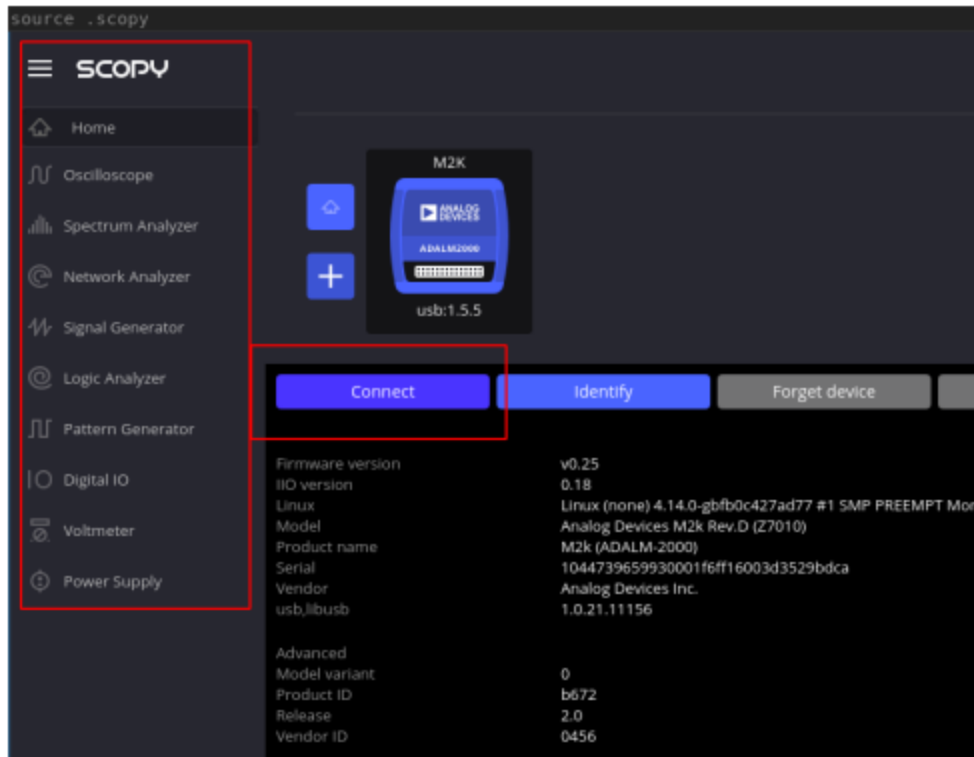 source .scopy
SCOPY
Home
Oscilloscope
Spectrum Analyzer
Network Analyzer
Signal Generator
Logic Analyzer
Pattern Generator
Digital IO
Voltmeter
Power Supply
M2K
ANALOG
DEVICES
ADALM2000
usb:1.5.5
Connect Identify Forget device
Firmware version v0.25
IIO version 0.18
Linux Linux (none) 4.14.0-gbfb0c427ad77 #1 SMP PREEMPT Mon
Model Analog Devices M2k Rev.D (Z7010)
Product name M2k (ADALM-2000)
Serial 1044739659930001f6ff16003d3529bdca
Vendor Analog Devices Inc.
usb,libusb 1.0.21.11156
Advanced
Model variant 0
Product ID b672
Release 2.0
Vendor ID 0456